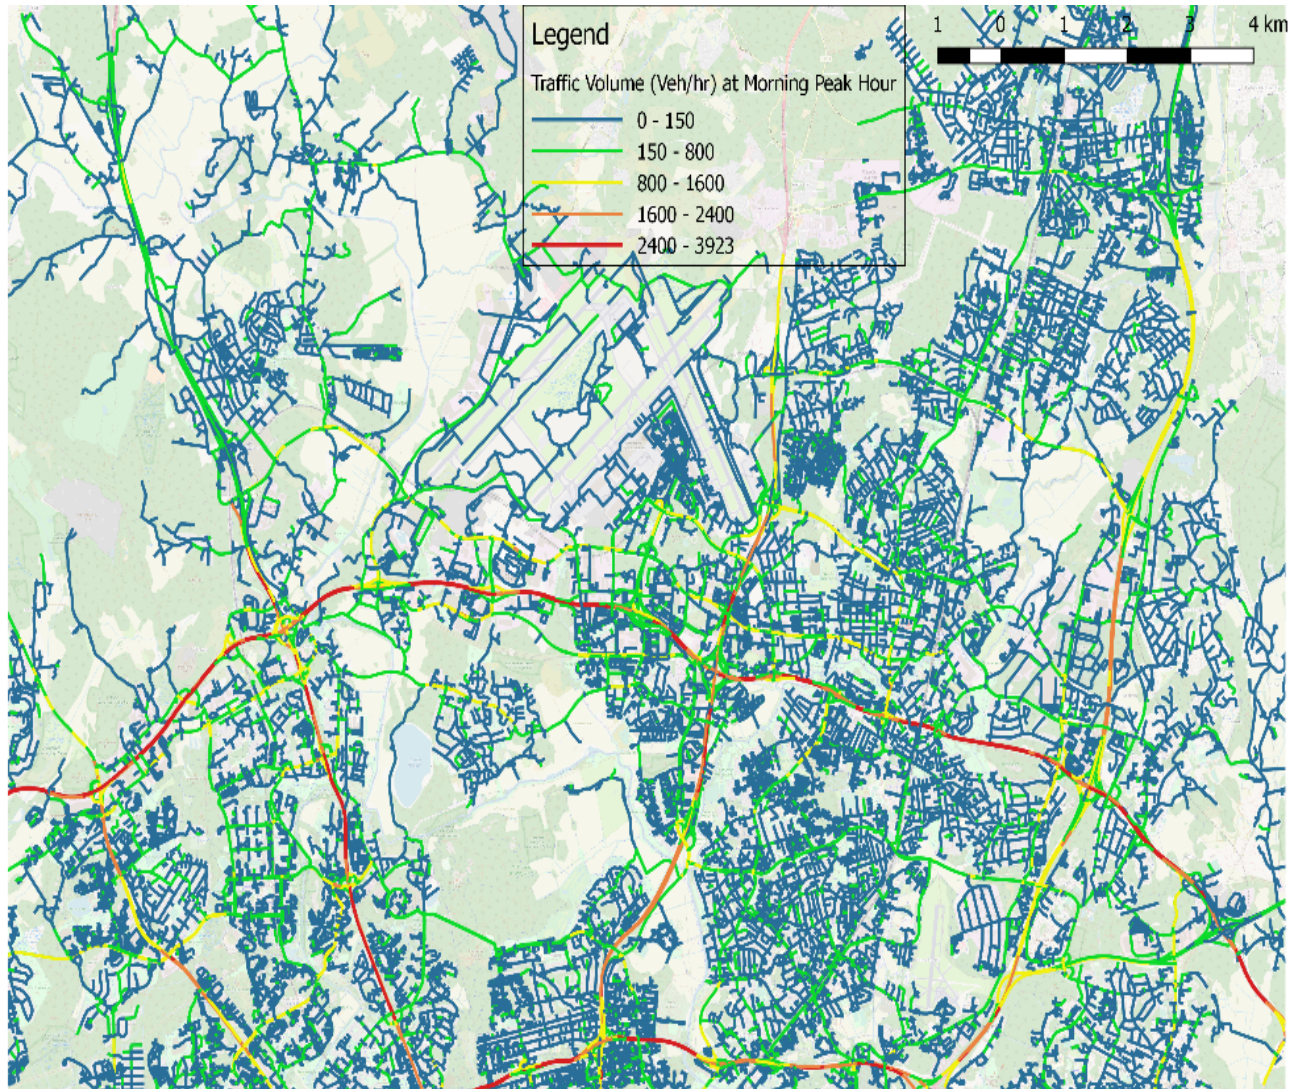 Legend
Traffic Volume (Veh/hr) at Morning Peak Hour
0 - 150
150 - 800
800 - 1600
1600 - 2400
2400 - 3923
1 0 1 2 3 4 km